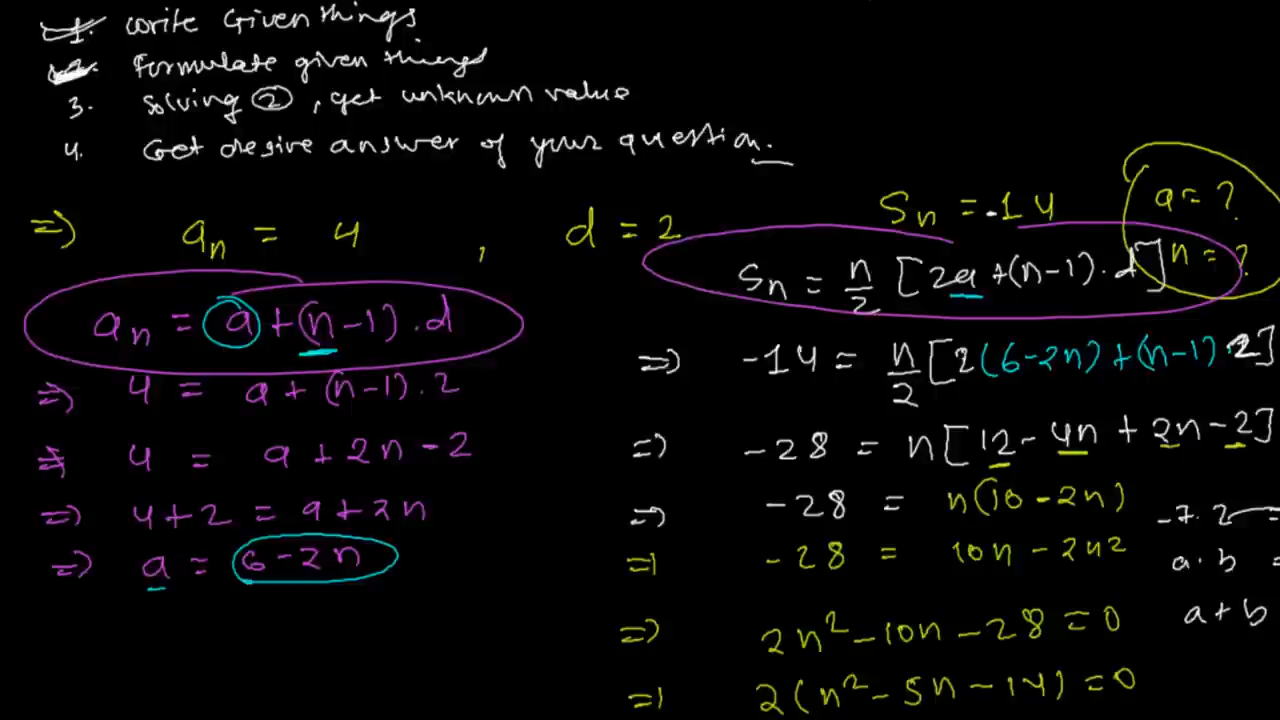 1. Write Given things.
2. Formulate given things
3. Solving ②, get unknown value
4. Get desire answer of your question.
=> aₙ = 4 , d = 2 Sₙ = -14 a = ?
n = ?
aₙ = a + (n-1).d
=> 4 = a + (n-1).2
=> 4 = a + 2n - 2
=> 4+2 = a + 2n
=> a = 6-2n
Sₙ = n/2 [2a + (n-1).d]
=> -14 = n/2 [2(6-2n) + (n-1).2]
=> -28 = n[12 - 4n + 2n - 2]
=> -28 = n(10 - 2n)
=> -28 = 10n - 2n²
=> 2n² - 10n - 28 = 0
=> 2(n² - 5n - 14) = 0
-7.2 =
a.b =
a+b